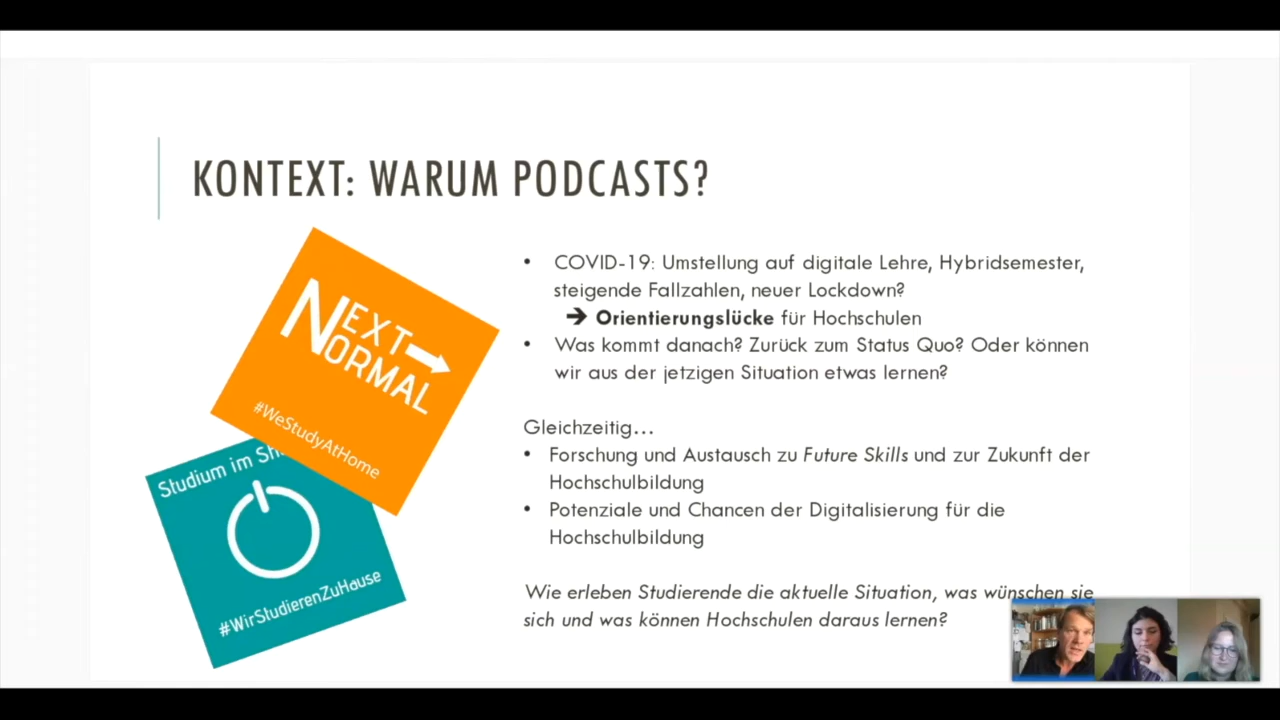 KONTEXT: WARUM PODCASTS?
NEXT
NORMAL
#WeStudyAtHome
Studium im
#WirStudierenZuHause
• COVID-19: Umstellung auf digitale Lehre, Hybridsemester,
steigende Fallzahlen, neuer Lockdown?
➔ Orientierungslücke für Hochschulen
• Was kommt danach? Zurück zum Status Quo? Oder können
wir aus der jetzigen Situation etwas lernen?
Gleichzeitig…
• Forschung und Austausch zu Future Skills und zur Zukunft der
Hochschulbildung
• Potenziale und Chancen der Digitalisierung für die
Hochschulbildung
Wie erleben Studierende die aktuelle Situation, was wünschen sie
sich und was können Hochschulen daraus lernen?